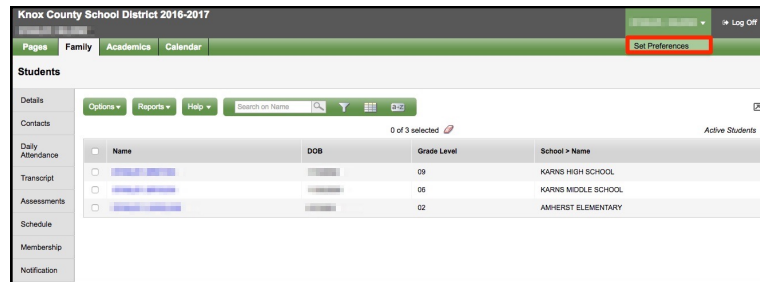 Knox County School District 2016-2017
Log Off
Pages Family Academics Calendar
Set Preferences
Students
Details
Contacts
Daily
Attendance
Transcript
Assessments
Schedule
Membership
Notification
Options Reports Help Search on Name a-z
0 of 3 selected Active Students
Name DOB Grade Level School > Name
09 KARNS HIGH SCHOOL
06 KARNS MIDDLE SCHOOL
02 AMHERST ELEMENTARY